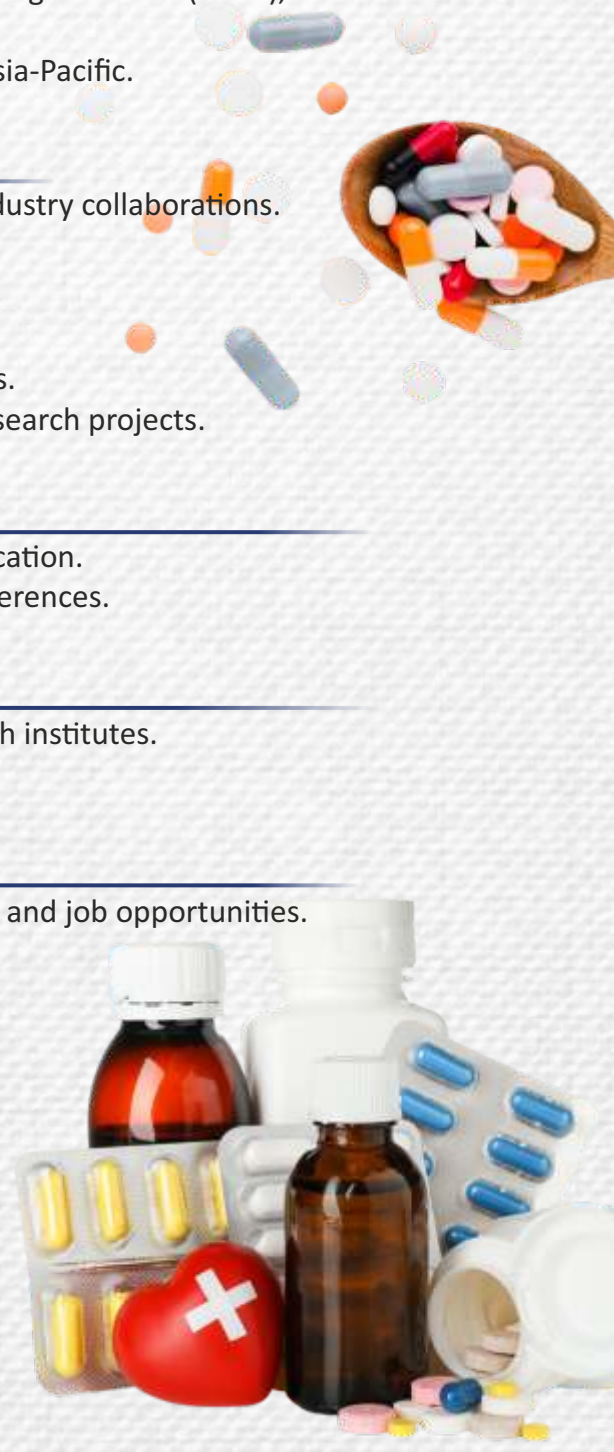 sia-Pacific.
dustry collaborations.
s.
search projects.
cation.
erences.
h institutes.
and job opportunities.